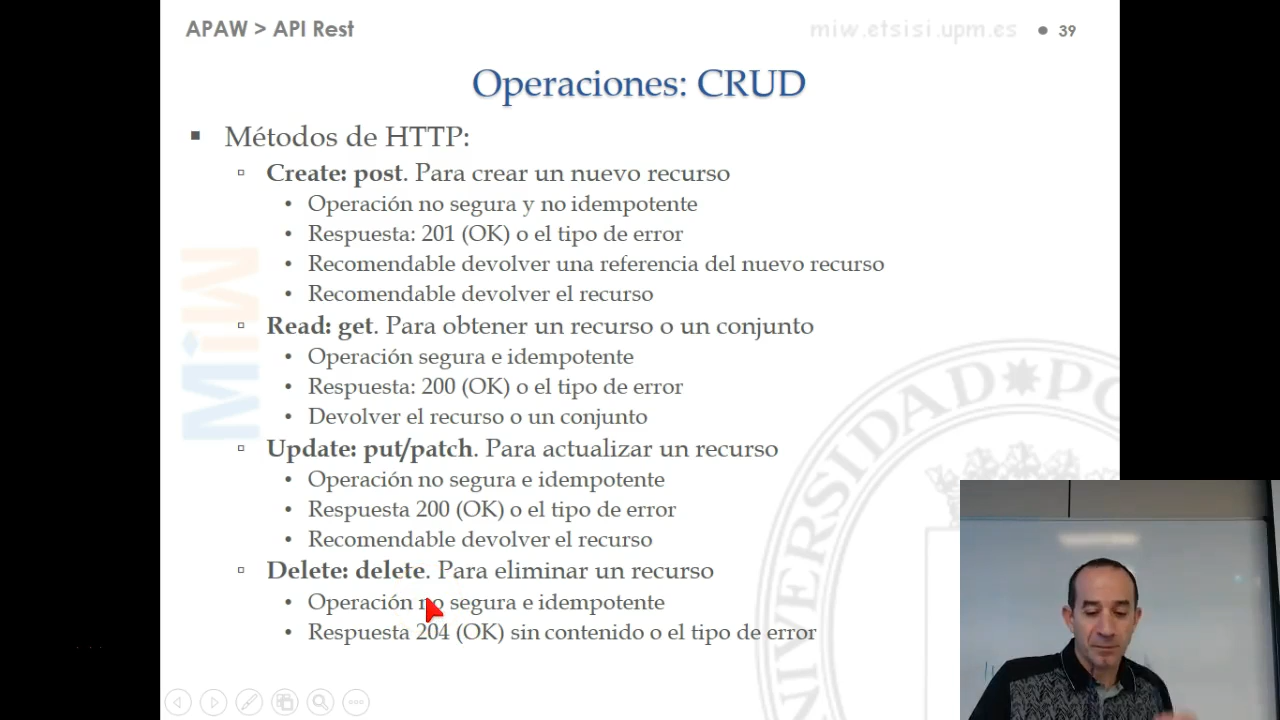 APAW > API Rest
miw.etsisi.upm.es
39
Operaciones: CRUD
Métodos de HTTP:
Create: post. Para crear un nuevo recurso
Operación no segura y no idempotente
Respuesta: 201 (OK) o el tipo de error
Recomendable devolver una referencia del nuevo recurso
Recomendable devolver el recurso
Read: get. Para obtener un recurso o un conjunto
Operación segura e idempotente
Respuesta: 200 (OK) o el tipo de error
Devolver el recurso o un conjunto
Update: put/patch. Para actualizar un recurso
Operación no segura e idempotente
Respuesta 200 (OK) o el tipo de error
Recomendable devolver el recurso
Delete: delete. Para eliminar un recurso
Operación no segura e idempotente
Respuesta 204 (OK) sin contenido o el tipo de error
MiW